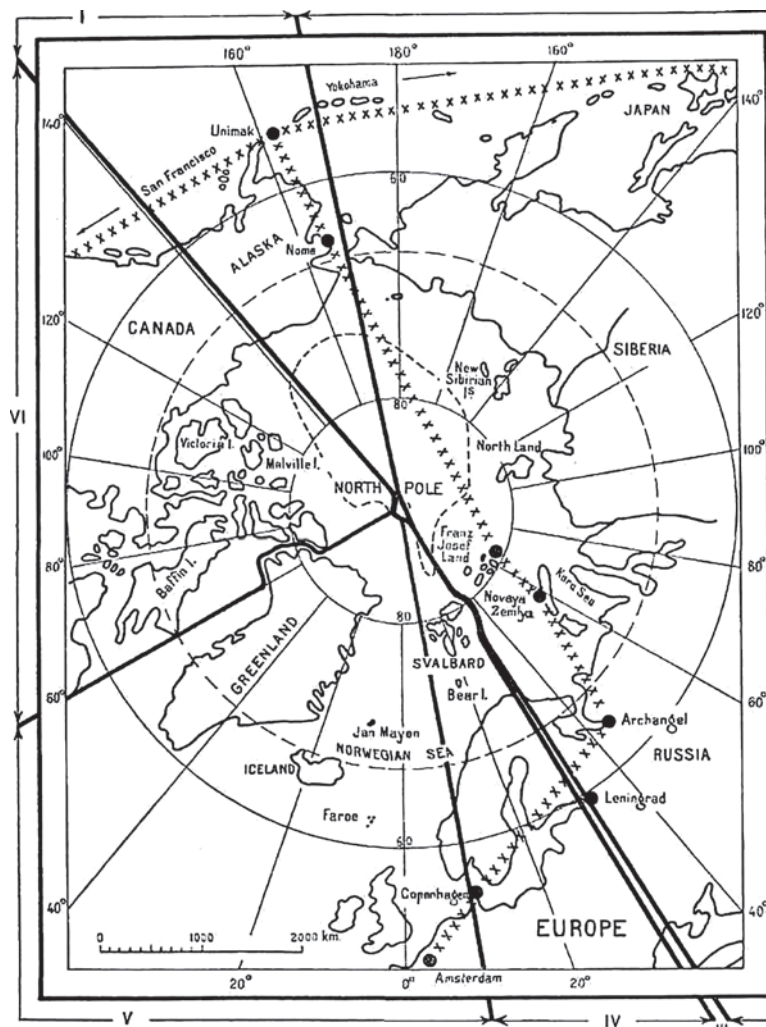 I
160°
180°
160°
Yokohama
JAPAN
140°
140°
Unimak
San Francisco
60
ALASKA
Nome
120°
120°
CANADA
SIBERIA
New
Sibirian
Is
80
VI
Victoria I.
Melville I.
North Land
100°
100°
NORTH POLE
Franz
Josef
Land
80°
80°
Baffin I.
Kara Sea
Novaya
Zemlya
80
GREENLAND
SVALBARD
Bear I.
60°
60°
Archangel
Jan Mayen
NORWEGIAN SEA
RUSSIA
ICELAND
Leningrad
Faroe
60
Copenhagen
40°
40°
EUROPE
0 1000 2000 km.
20°
0°
Amsterdam
20°
V
IV